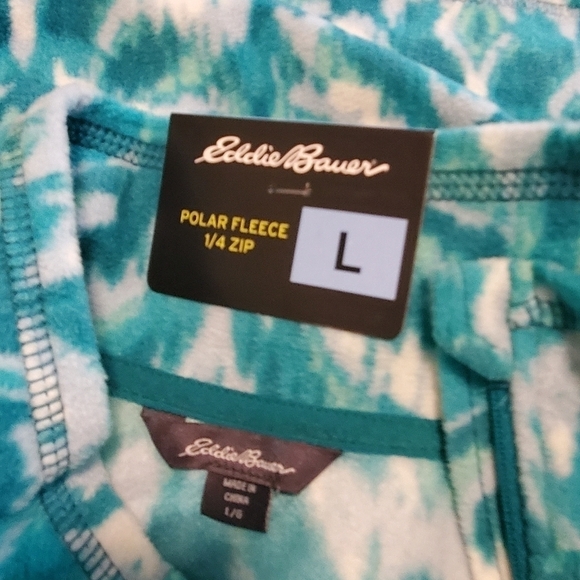 Eddie Bauer
POLAR FLEECE
1/4 ZIP
L
Eddie Bauer
MADE IN
CHINA
L/G